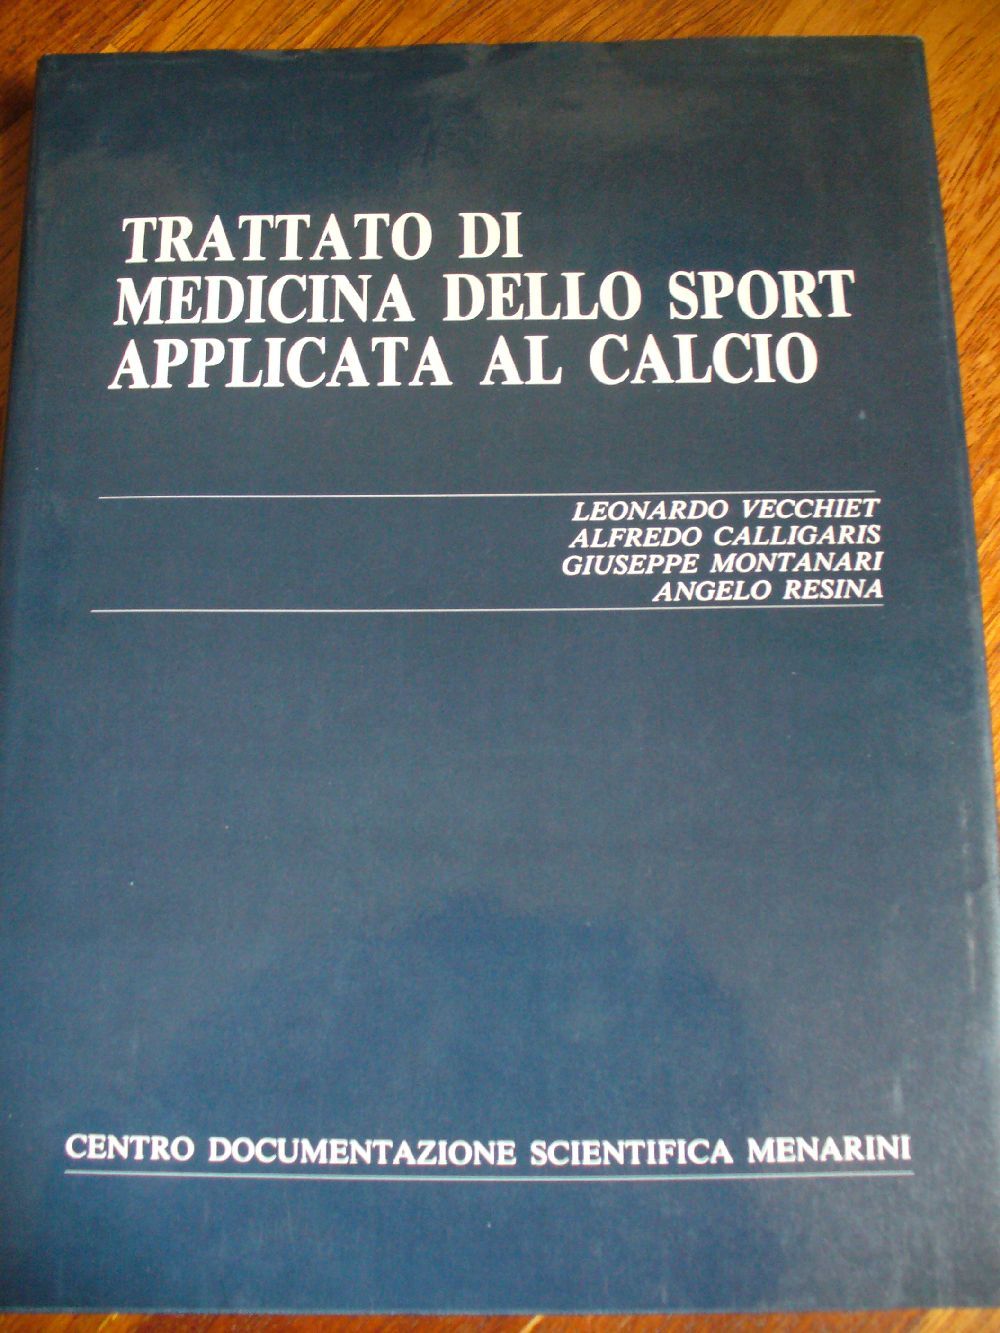 TRATTATO DI
MEDICINA DELLO SPORT
APPLICATA AL CALCIO
LEONARDO VECCHIET
ALFREDO CALLIGARIS
GIUSEPPE MONTANARI
ANGELO RESINA
CENTRO DOCUMENTAZIONE SCIENTIFICA MENARINI